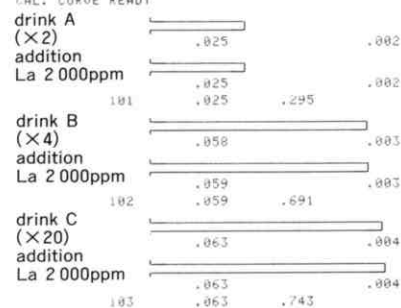 CAL. CURVE READY
drink A
(×2) .025 .002
addition
La 2 000ppm .025 .002
101 .025 .295
drink B
(×4) .058 .003
addition
La 2 000ppm .059 .003
102 .059 .691
drink C
(×20) .063 .004
addition
La 2 000ppm .063 .004
103 .063 .743